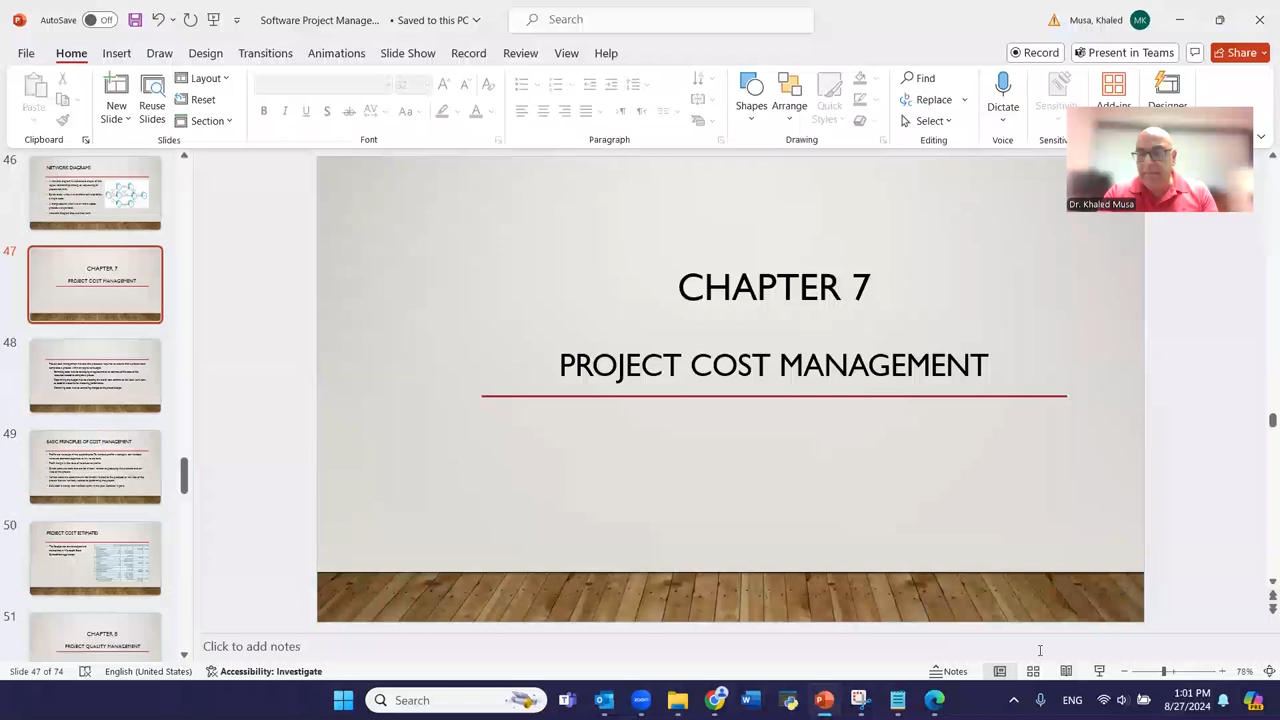 AutoSave
Off
Software Project Manage... • Saved to this PC
Search
Musa, Khaled
MK
File
Home
Insert
Draw
Design
Transitions
Animations
Slide Show
Record
Review
View
Help
Record
Present in Teams
Share
Paste
Clipboard
New
Slide
Reuse
Slides
Layout
Reset
Section
Slides
Font
Paragraph
Shapes
Arrange
Quick
Styles
Drawing
Find
Replace
Select
Editing
Dictate
Voice
Sensitiv
Sensitiv
Add-ins
Designer
Dr. Khaled Musa
46
NETWORK DIAGRAMS
47
CHAPTER 7
PROJECT COST MANAGEMENT
48
49
BASIC PRINCIPLES OF COST MANAGEMENT
50
PROJECT COST ESTIMATES
51
CHAPTER 8
PROJECT QUALITY MANAGEMENT
CHAPTER 7
PROJECT COST MANAGEMENT
Click to add notes
Slide 47 of 74
English (United States)
Accessibility: Investigate
Notes
78%
Search
ENG
1:01 PM
8/27/2024